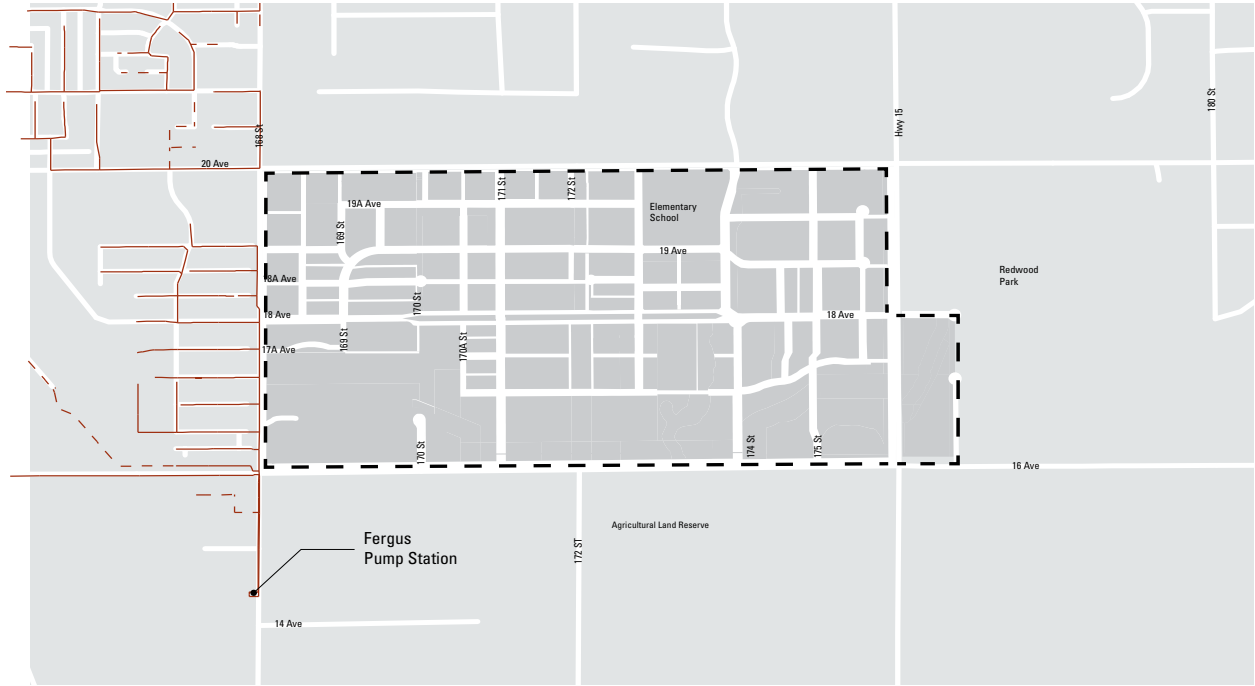 180 St
Hwy 15
168 St
20 Ave
171 St
172 St
19A Ave
Elementary
School
169 St
19 Ave
Redwood
Park
18A Ave
170 St
18 Ave
18 Ave
169 St
170A St
17A Ave
170 St
174 St
175 St
16 Ave
Agricultural Land Reserve
Fergus
Pump Station
172 ST
14 Ave